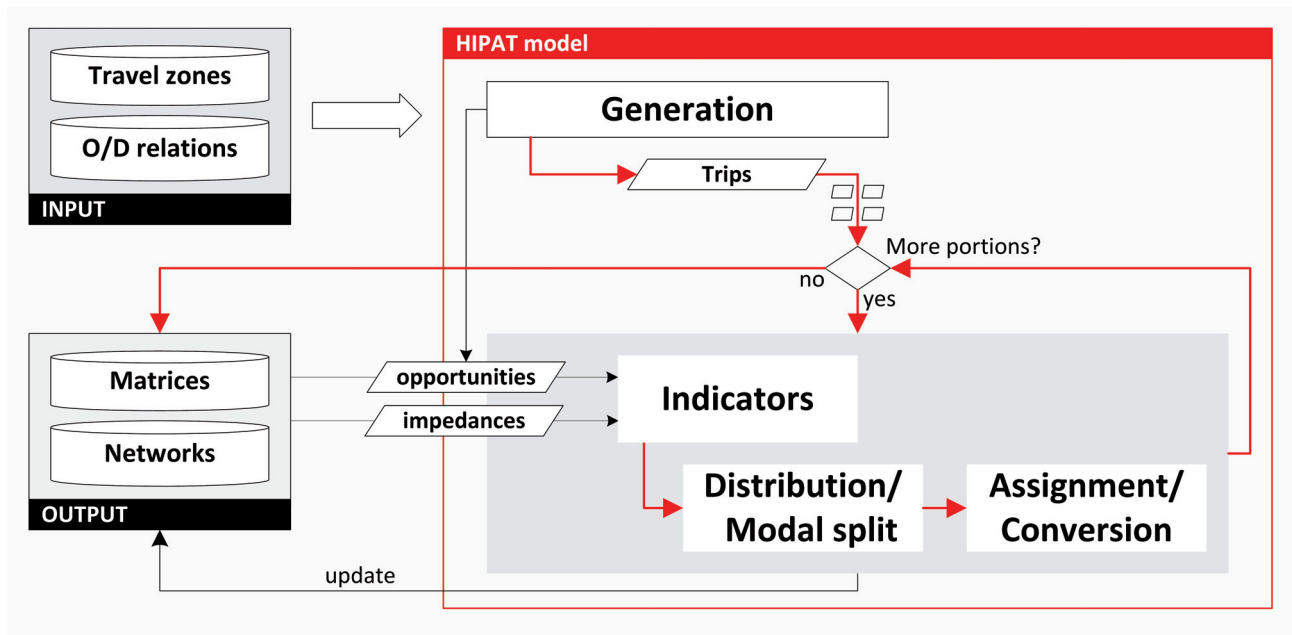 Travel zones
O/D relations
INPUT
HIPAT model
Generation
Trips
More portions?
no
yes
Matrices
Networks
OUTPUT
opportunities
impedances
Indicators
Distribution/
Modal split
Assignment/
Conversion
update